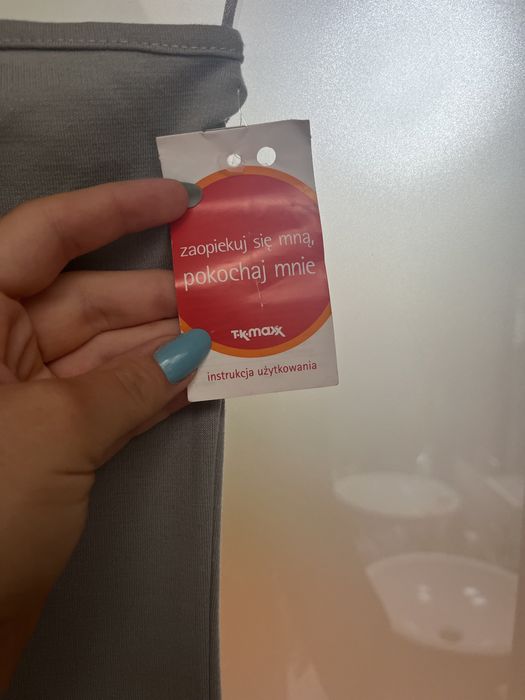 zaopiekuj się mną,
pokochaj mnie
T·K·maxx
instrukcja użytkowania